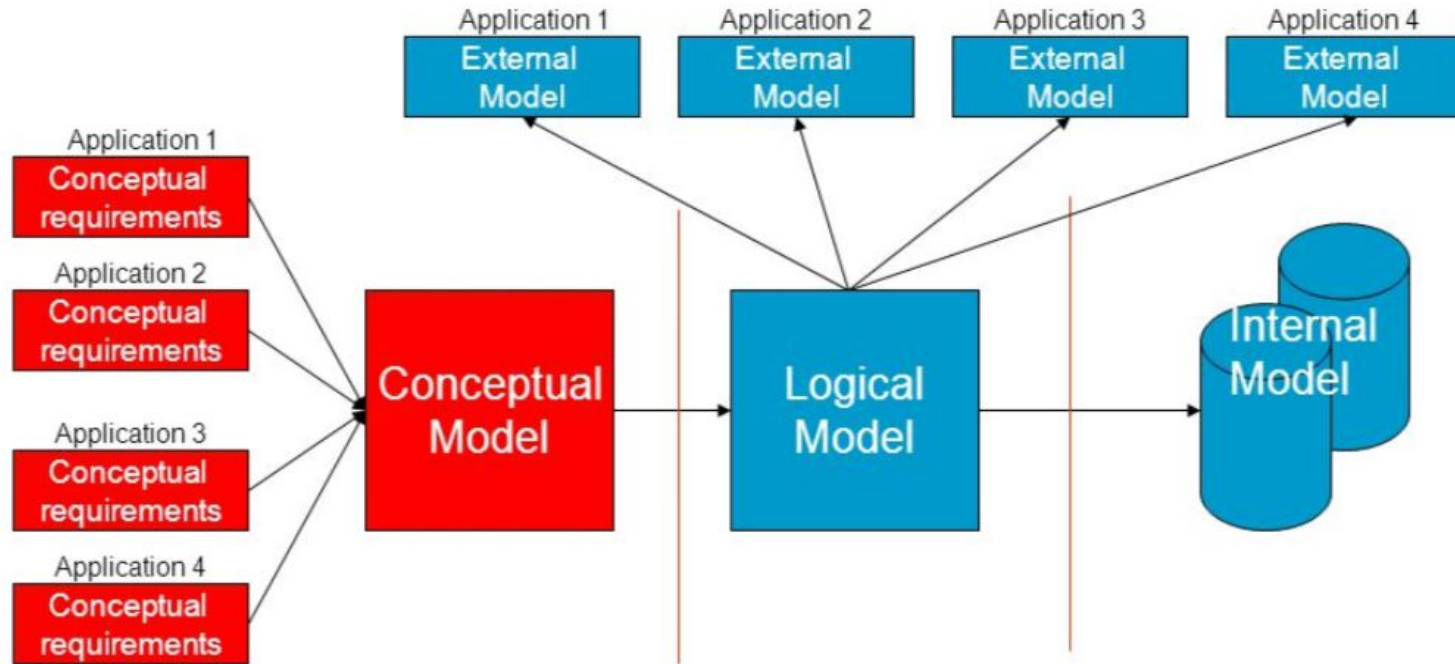 Application 1
External
Model
Application 2
External
Model
Application 3
External
Model
Application 4
External
Model
Application 1
Conceptual
requirements
Application 2
Conceptual
requirements
Application 3
Conceptual
requirements
Application 4
Conceptual
requirements
Conceptual
Model
Logical
Model
Internal
Model